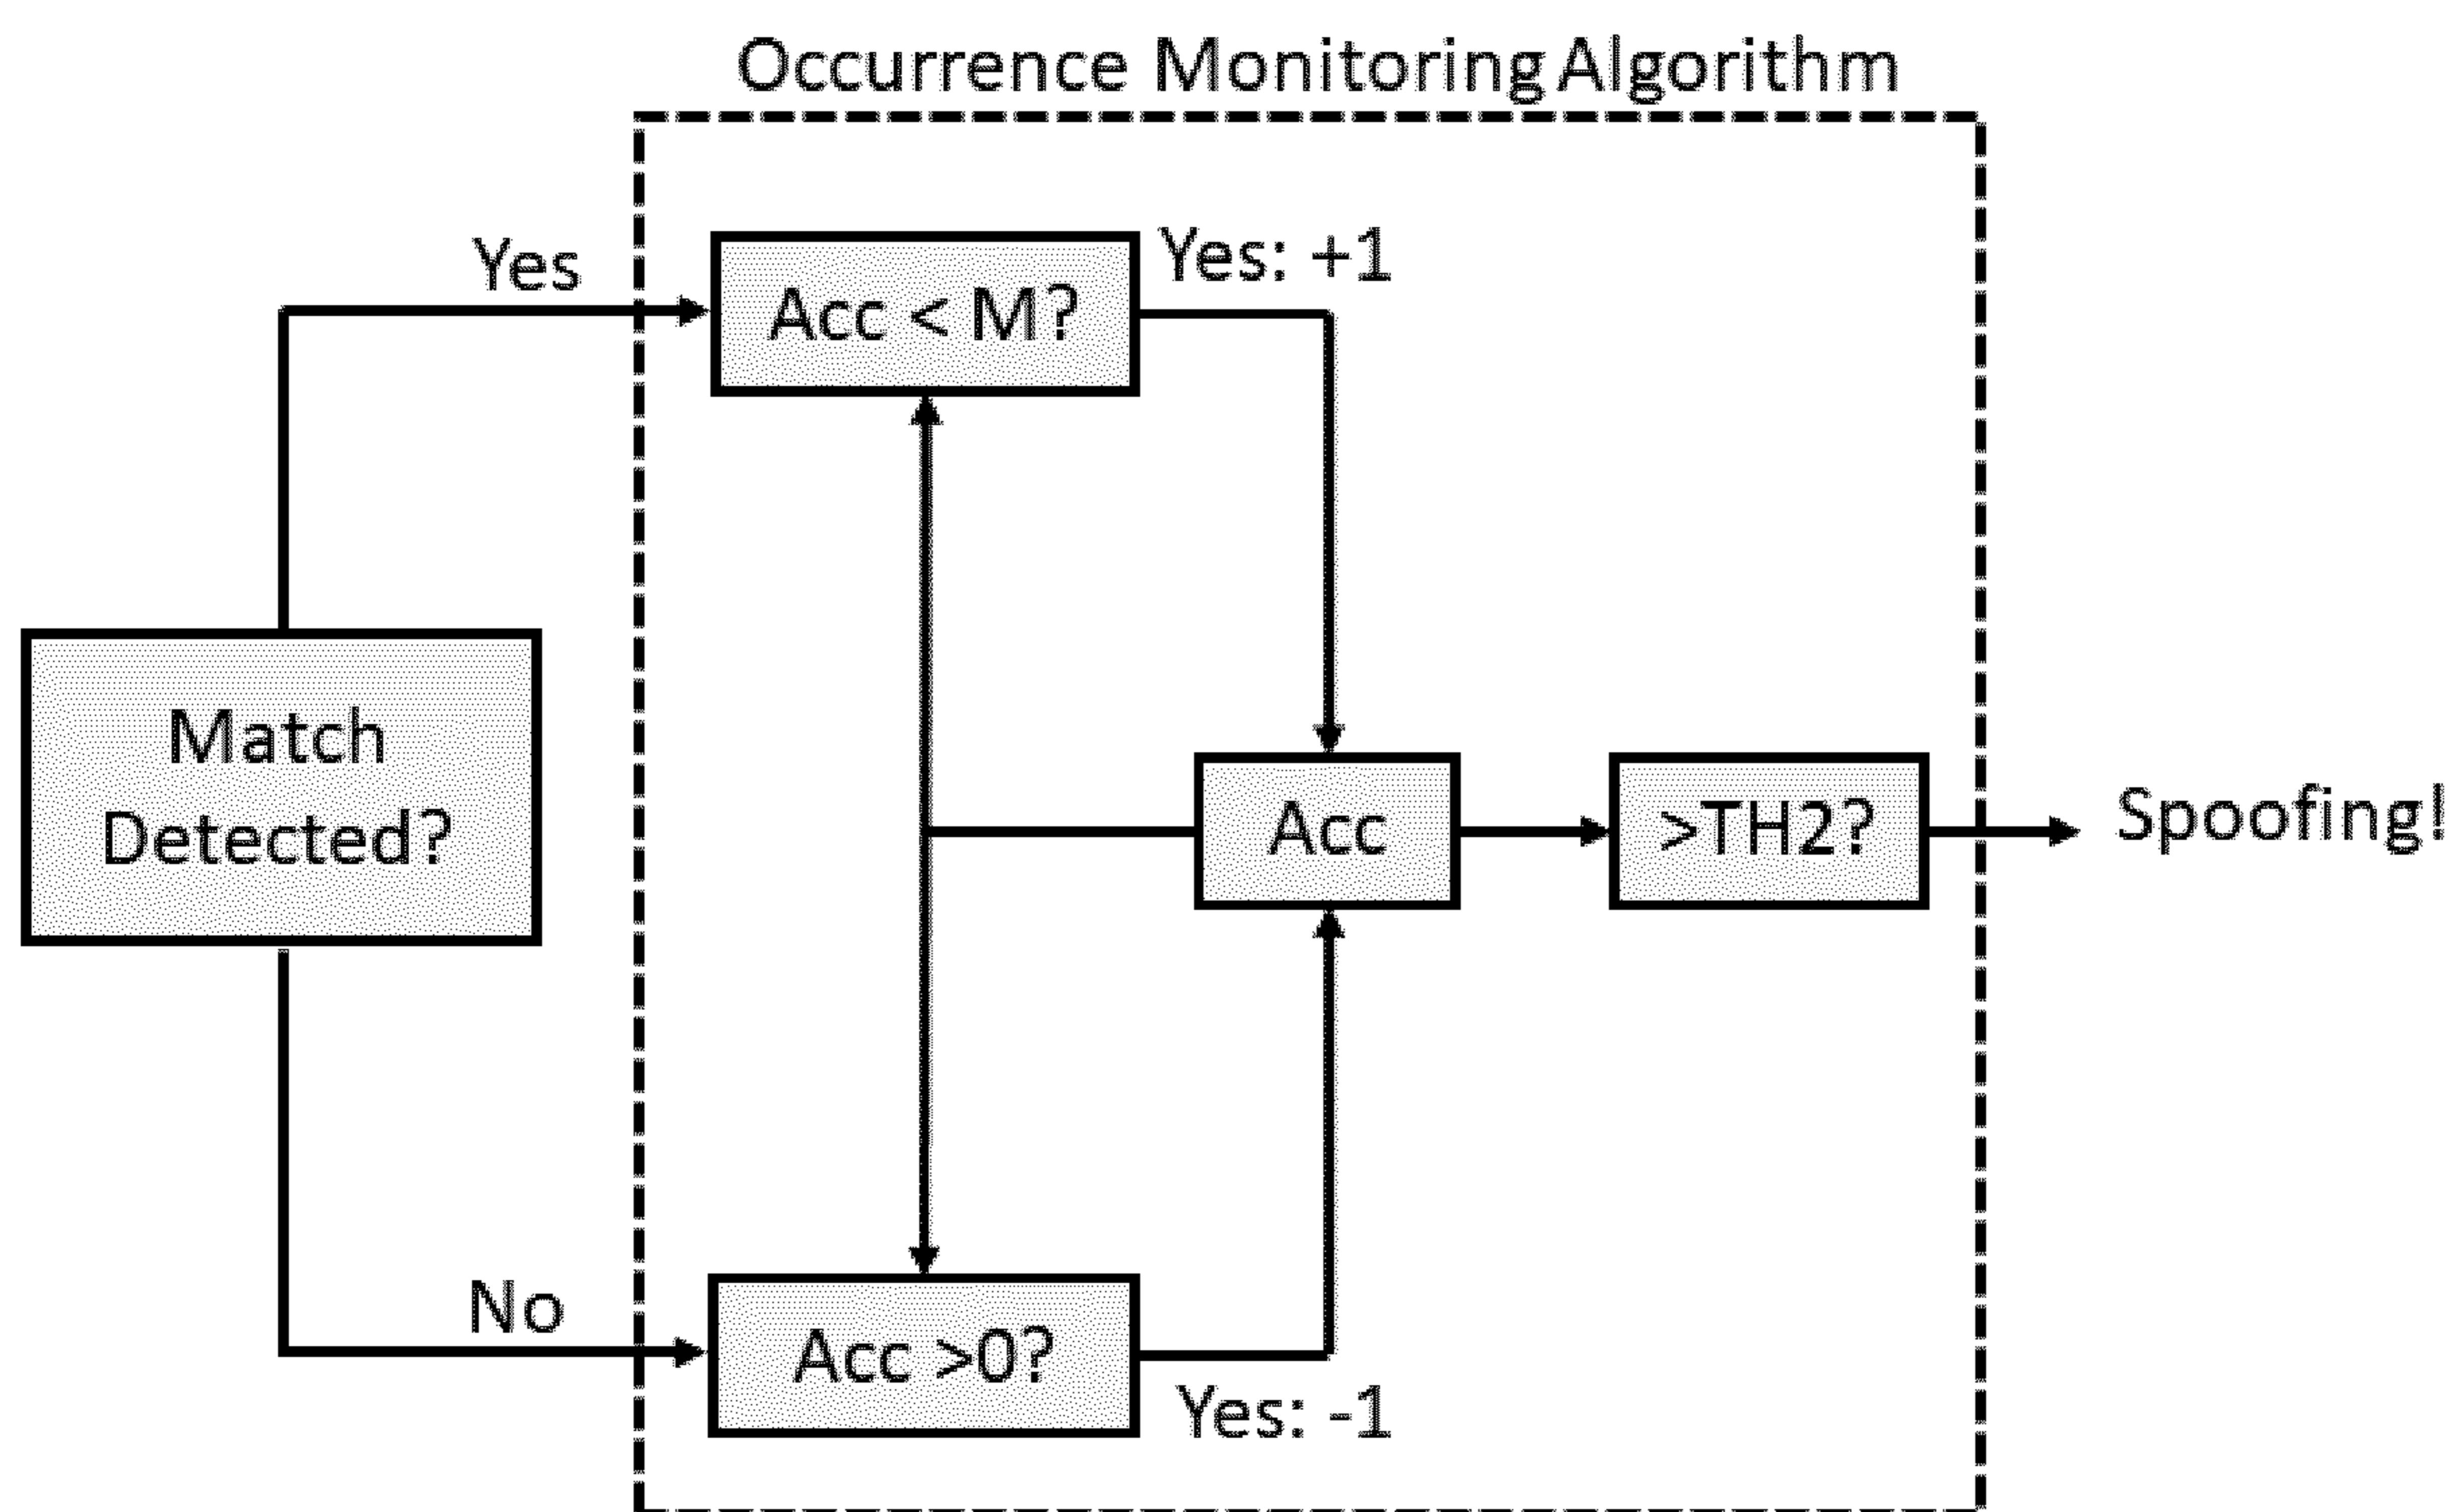 Occurrence Monitoring Algorithm
Yes
Acc < M?
Yes: +1
Match
Detected?
Acc
>TH2?
Spoofing!
No
Acc >0?
Yes: -1